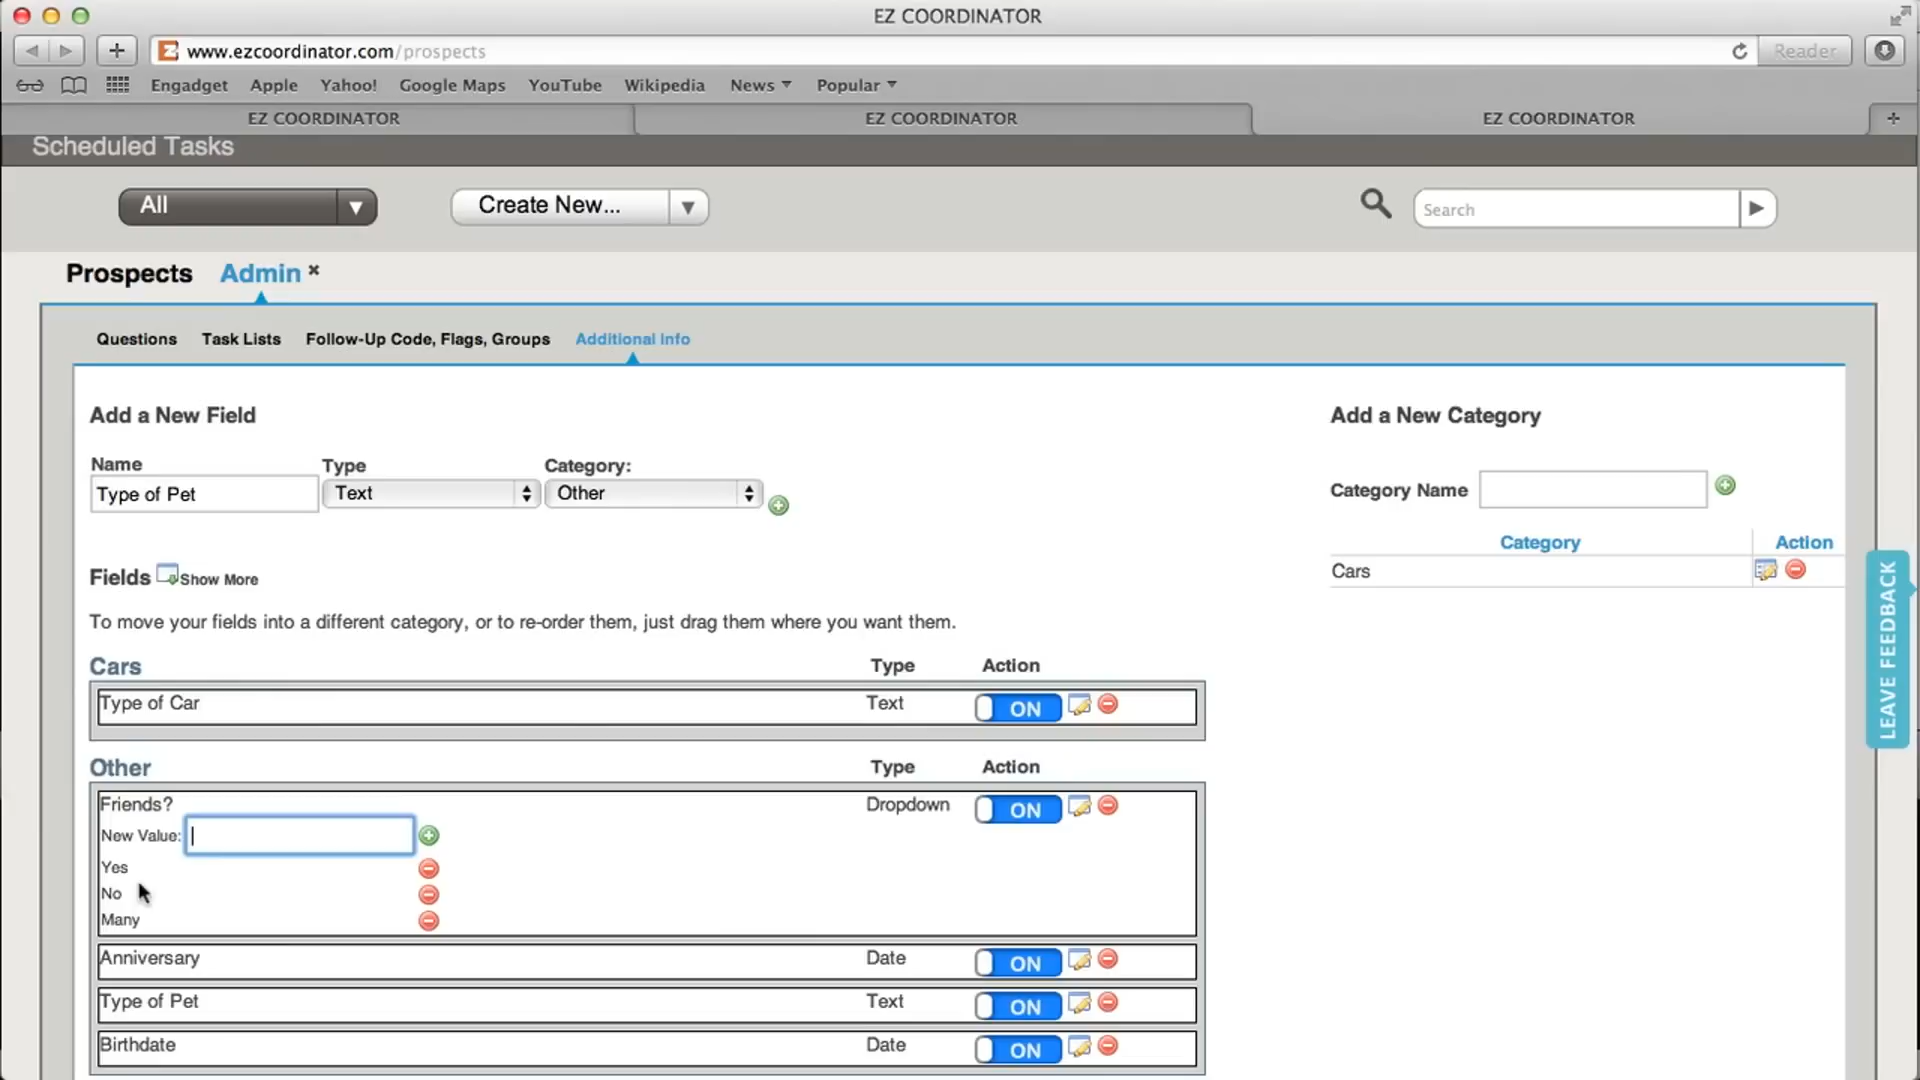 EZ COORDINATOR
www.ezcoordinator.com/prospects
Reader
Engadget Apple Yahoo! Google Maps YouTube Wikipedia News Popular
EZ COORDINATOR EZ COORDINATOR EZ COORDINATOR
Scheduled Tasks
All Create New... Search
Prospects Admin
Questions Task Lists Follow-Up Code, Flags, Groups Additional Info
Add a New Field Add a New Category
Name Type Category:
Type of Pet Text Other
Category Name
Category Action
Cars
Fields Show More
To move your fields into a different category, or to re-order them, just drag them where you want them.
Cars Type Action
Type of Car Text ON
Other Type Action
Friends? Dropdown ON
New Value:
Yes
No
Many
Anniversary Date ON
Type of Pet Text ON
Birthdate Date ON
LEAVE FEEDBACK